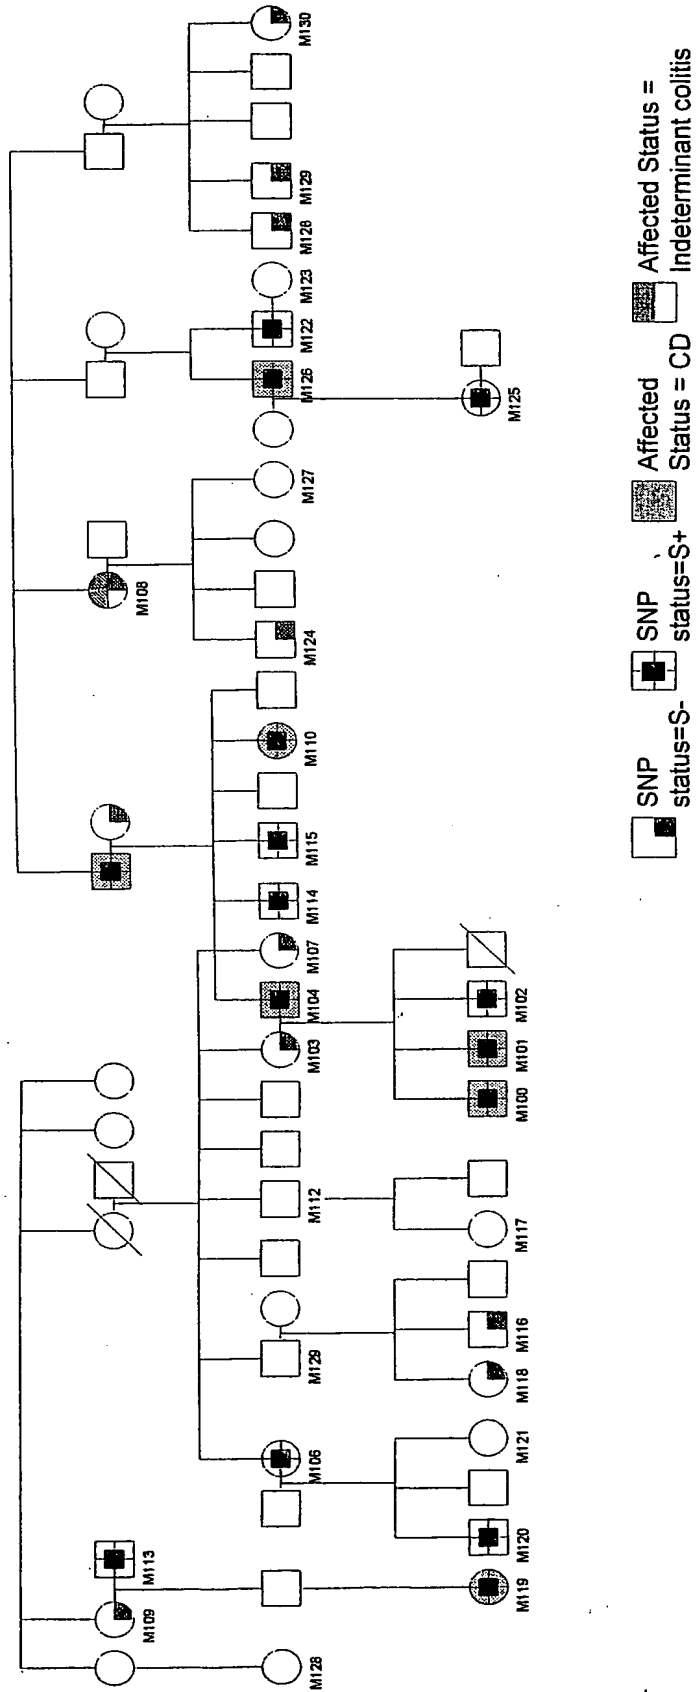 M109
M113
M108
M128
M106
M129
M112
M103
M104
M107
M114
M115
M110
M124
M127
M126
M122
M123
M128
M129
M130
M119
M120
M121
M118
M116
M117
M100
M101
M102
M125
SNP
status=S-
SNP
status=S+
Affected
Status = CD
Affected Status =
Indeterminant colitis